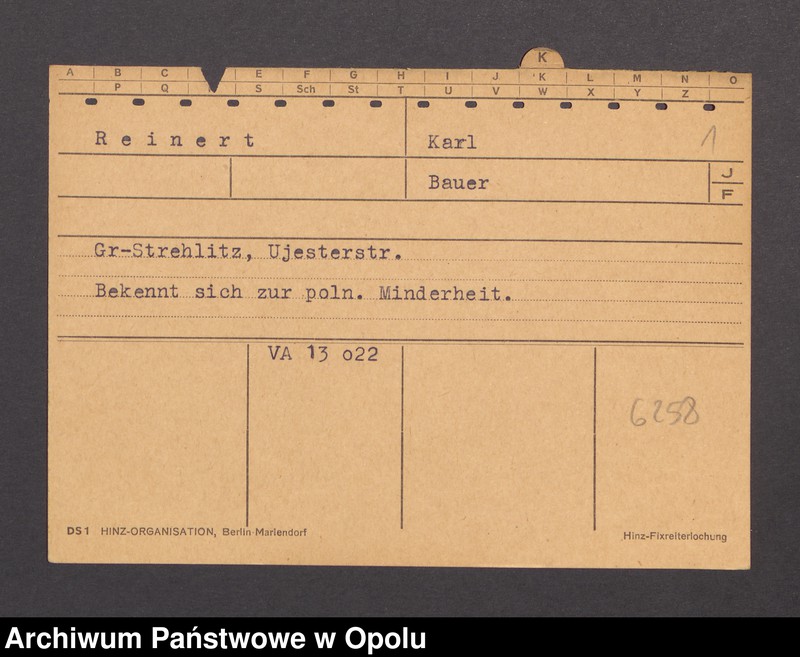 K
A B C E F G H I J K L M N O
P Q S Sch St T U V W X Y Z
Reinert Karl 1
Bauer J
F
Gr-Strehlitz, Ujesterstr.
Bekennt sich zur poln. Minderheit.
VA 13 o22
6258
DS1 HINZ-ORGANISATION, Berlin-Mariendorf Hinz-Fixreiterlochung
Archiwum Państwowe w Opolu